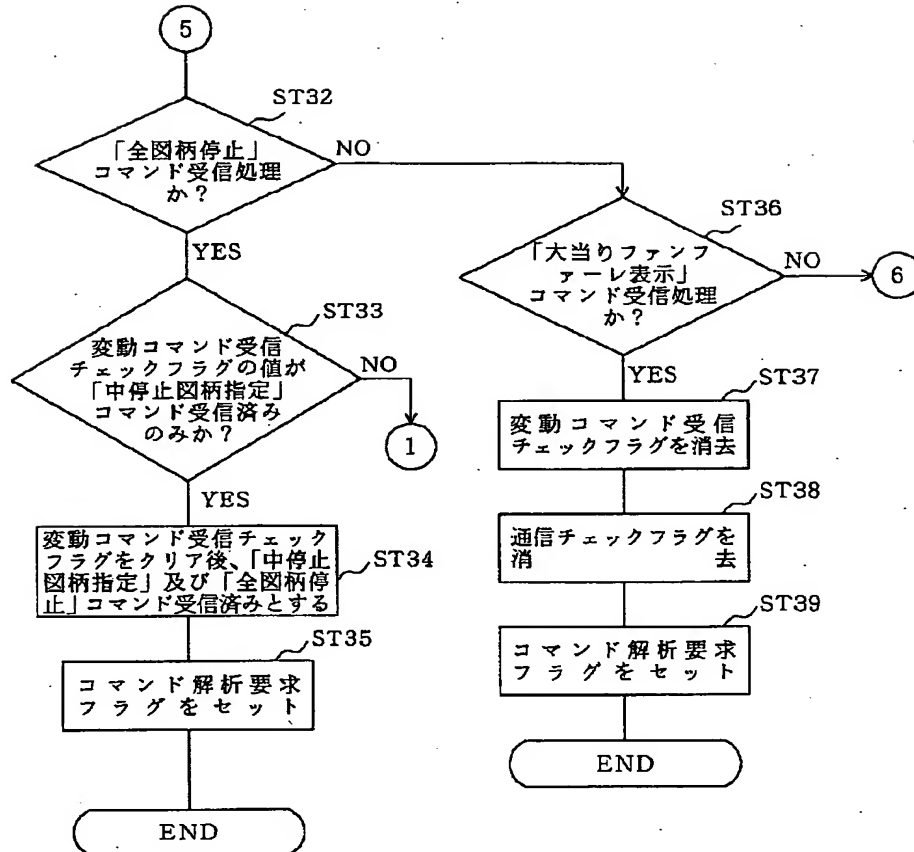 5
ST32
「全図柄停止」
コマンド受信処理
か?
NO
YES
ST36
「大当りファンフ
ァーレ表示」
コマンド受信処理
か?
NO
6
YES
ST33
変動コマンド受信
チェックフラグの値が
「中停止図柄指定」
コマンド受信済み
のみか?
NO
1
YES
ST37
変動コマンド受信
チェックフラグを消去
ST38
通信チェックフラグを
消去
ST34
変動コマンド受信チェック
フラグをクリア後、「中停止
図柄指定」及び「全図柄停
止」コマンド受信済みとする
ST39
コマンド解析要求
フラグをセット
ST35
コマンド解析要求
フラグをセット
END
END